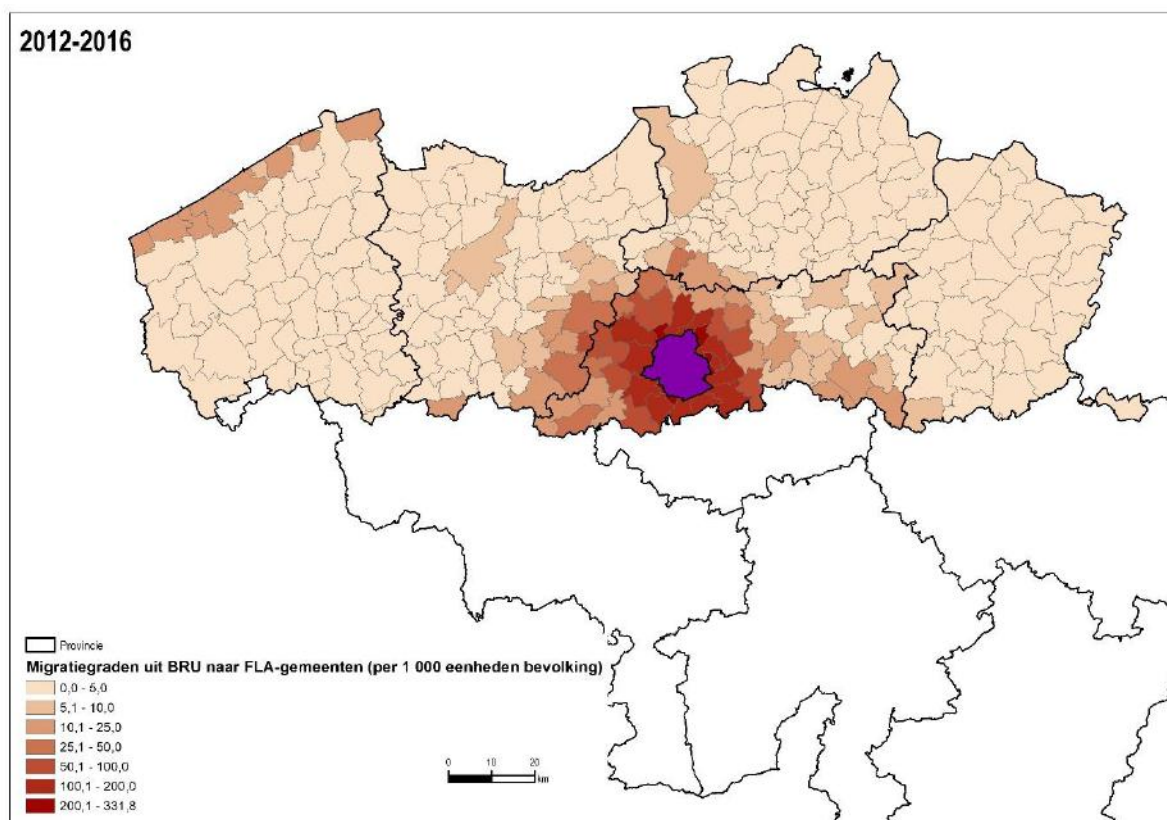 2012-2016
Provincie
Migratiegraden uit BRU naar FLA-gemeenten (per 1 000 eenheden bevolking)
0,0 - 5,0
5,1 - 10,0
10,1 - 25,0
25,1 - 50,0
50,1 - 100,0
100,1 - 200,0
200,1 - 331,8
0 10 20
km